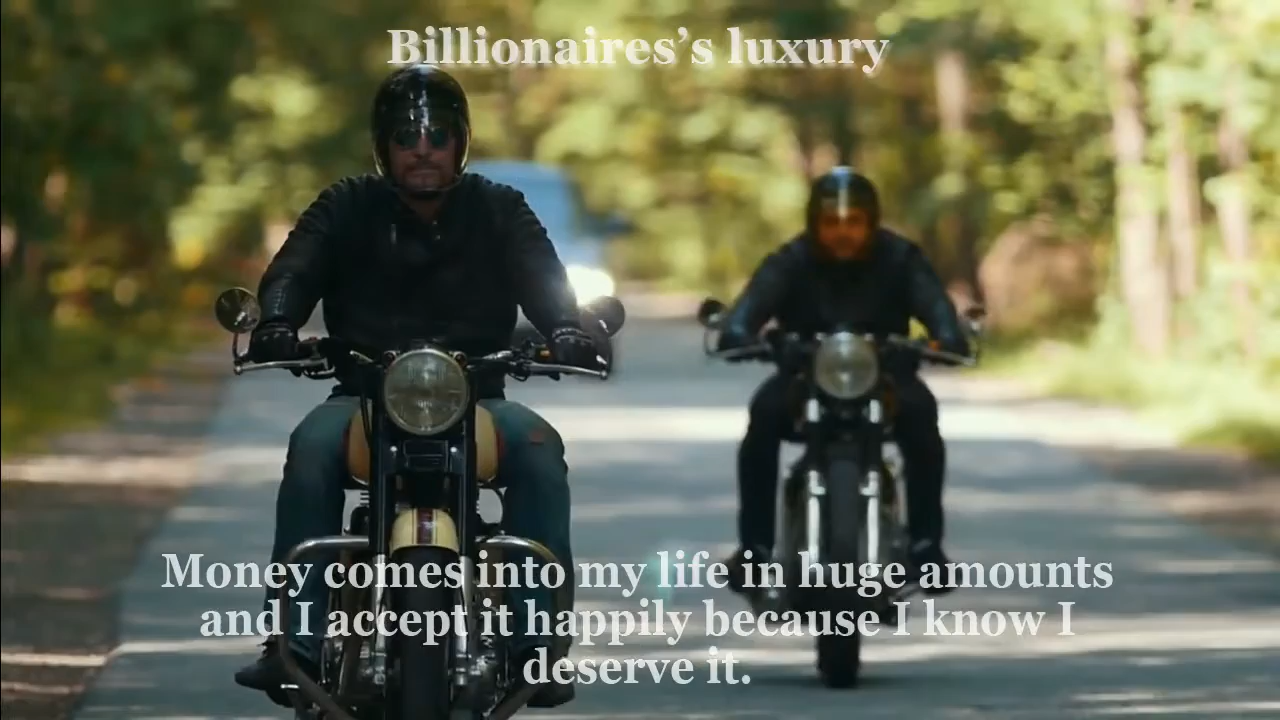 Billionaires’s luxury
Money comes into my life in huge amounts
and I accept it happily because I know I
deserve it.